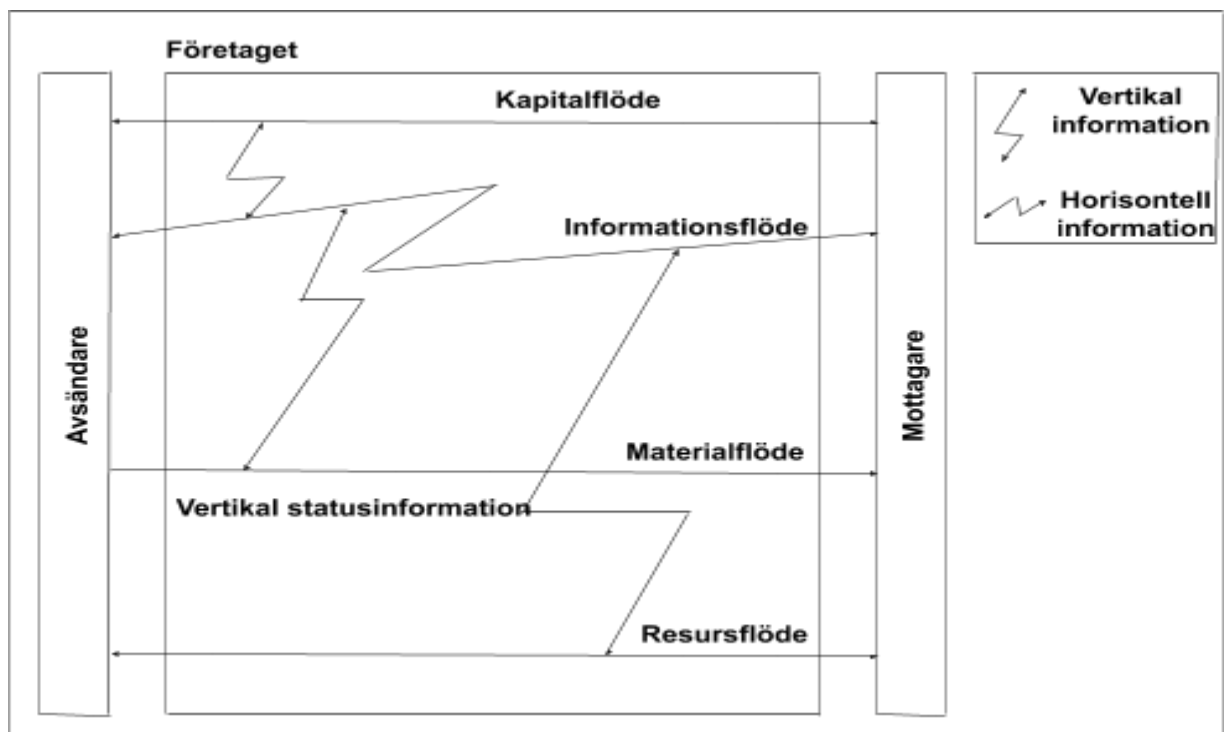 Företaget
Kapitalflöde
Vertikal
information
Horisontell
information
Informationsflöde
Avsändare
Mottagare
Materialflöde
Vertikal statusinformation
Resursflöde